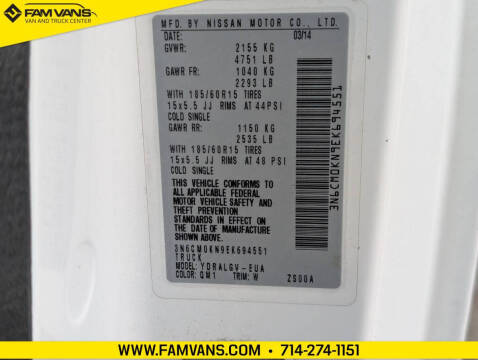 FAMVANS
VAN AND TRUCK CENTER
MFD. BY NISSAN MOTOR CO., LTD.
DATE: 03/14
GVWR: 2155 KG
4751 LB
GAWR FR: 1040 KG
2293 LB
WITH 185/60R15 TIRES
15x5.5 JJ RIMS AT 44PSI
COLD SINGLE
GAWR RR: 1150 KG
2535 LB
WITH 185/60R15 TIRES
15x5.5 JJ RIMS AT 48 PSI
COLD SINGLE
THIS VEHICLE CONFORMS TO
ALL APPLICABLE FEDERAL
MOTOR VEHICLE SAFETY AND
THEFT PREVENTION
STANDARDS IN EFFECT ON
THE DATE OF MANUFACTURE
SHOWN ABOVE.
3N6CM0KN9EK694551
TRUCK
MODEL: YDRALGV-EUA
COLOR: QM1 TRIM: W ZS00A
3N6CM0KN9EK694551
WWW.FAMVANS.COM • 714-274-1151